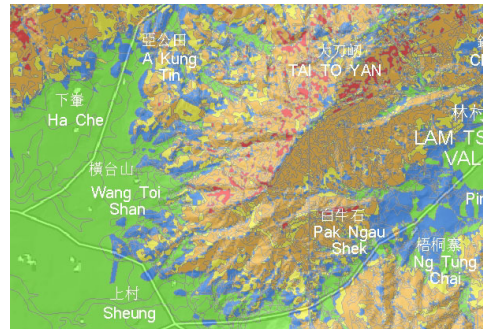 亞公田
A Kung
Tin
大刀屻
TAI TO YAN
下輋
Ha Che
林村
LAM TS
VAL
橫台山
Wang Toi
Shan
白牛石
Pak Ngau
Shek
梧桐寨
Ng Tung
Chai
上村
Sheung